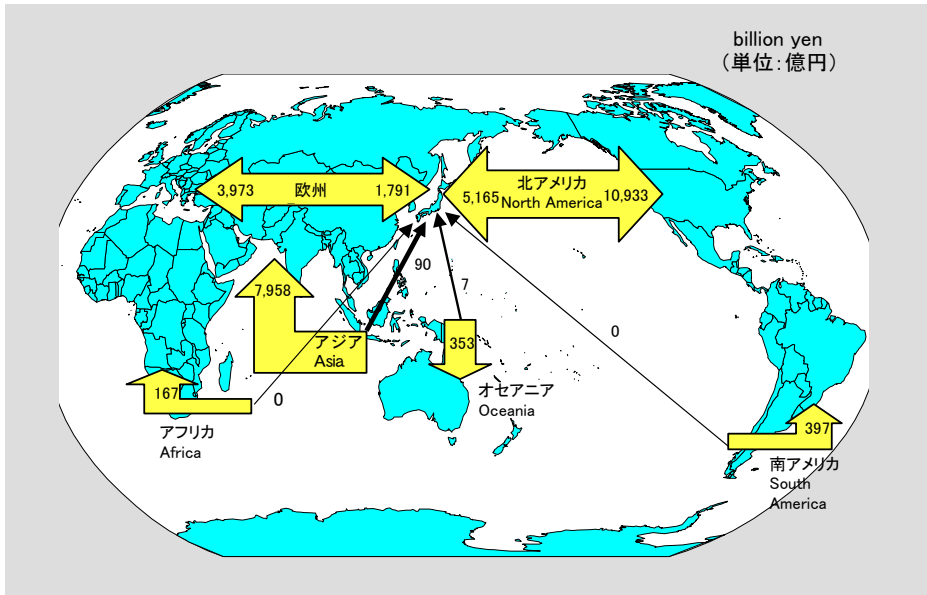 billion yen
（単位：億円）
3,973
欧州
1,791
5,165
北アメリカ
North America
10,933
7,958
90
7
0
アジア
Asia
353
167
0
オセアニア
Oceania
397
アフリカ
Africa
南アメリカ
South
America